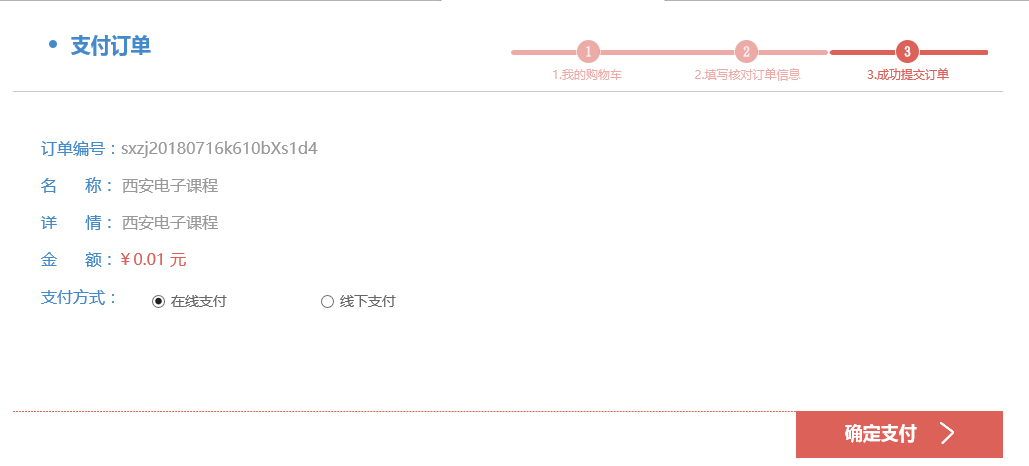 支付订单
1 2 3
1.我的购物车 2.填写核对订单信息 3.成功提交订单
订单编号：sxzj20180716k610bXs1d4
名 称：西安电子课程
详 情：西安电子课程
金 额：￥0.01 元
支付方式： 在线支付 线下支付
确定支付